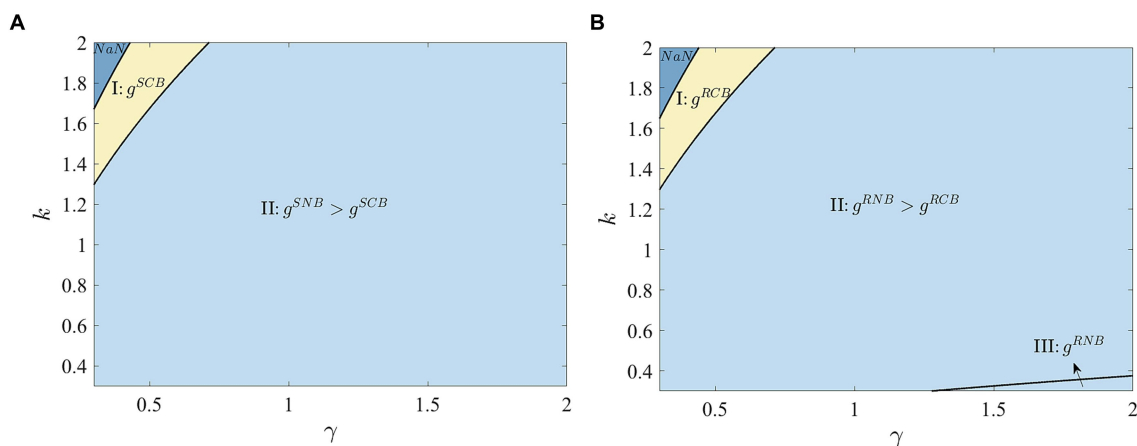 A
2
1.8
1.6
1.4
1.2
1
0.8
0.6
0.4
k
NaN
I: g^{SCB}
II: g^{SNB} > g^{SCB}
0.5
1
1.5
2
γ
B
2
1.8
1.6
1.4
1.2
1
0.8
0.6
0.4
k
NaN
I: g^{RCB}
II: g^{RNB} > g^{RCB}
III: g^{RNB}
0.5
1
1.5
2
γ